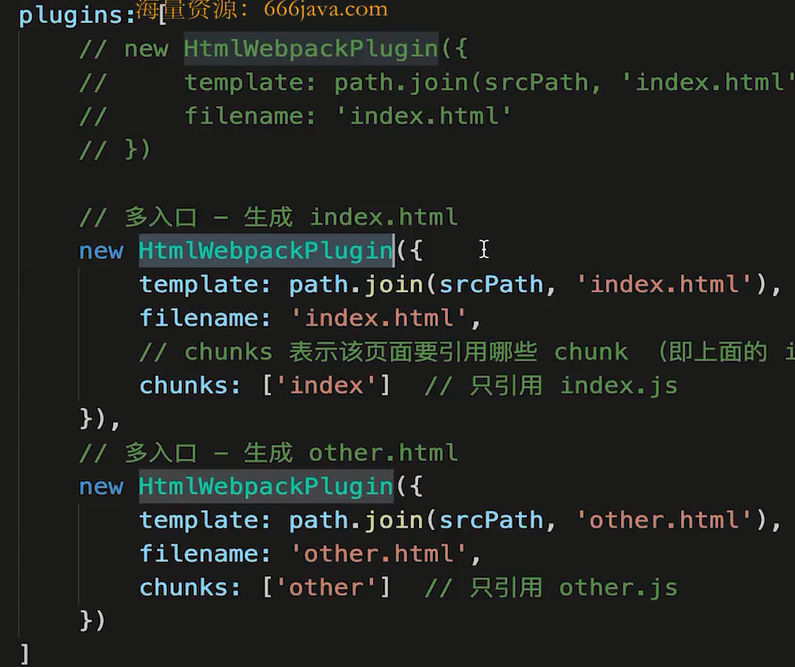 海量资源：666java.com
plugins: [
// new HtmlWebpackPlugin({
//     template: path.join(srcPath, 'index.html'
//     filename: 'index.html'
// })
// 多入口 - 生成 index.html
new HtmlWebpackPlugin({
template: path.join(srcPath, 'index.html'),
filename: 'index.html',
// chunks 表示该页面要引用哪些 chunk （即上面的
chunks: ['index']  // 只引用 index.js
}),
// 多入口 - 生成 other.html
new HtmlWebpackPlugin({
template: path.join(srcPath, 'other.html'),
filename: 'other.html',
chunks: ['other']  // 只引用 other.js
})
]